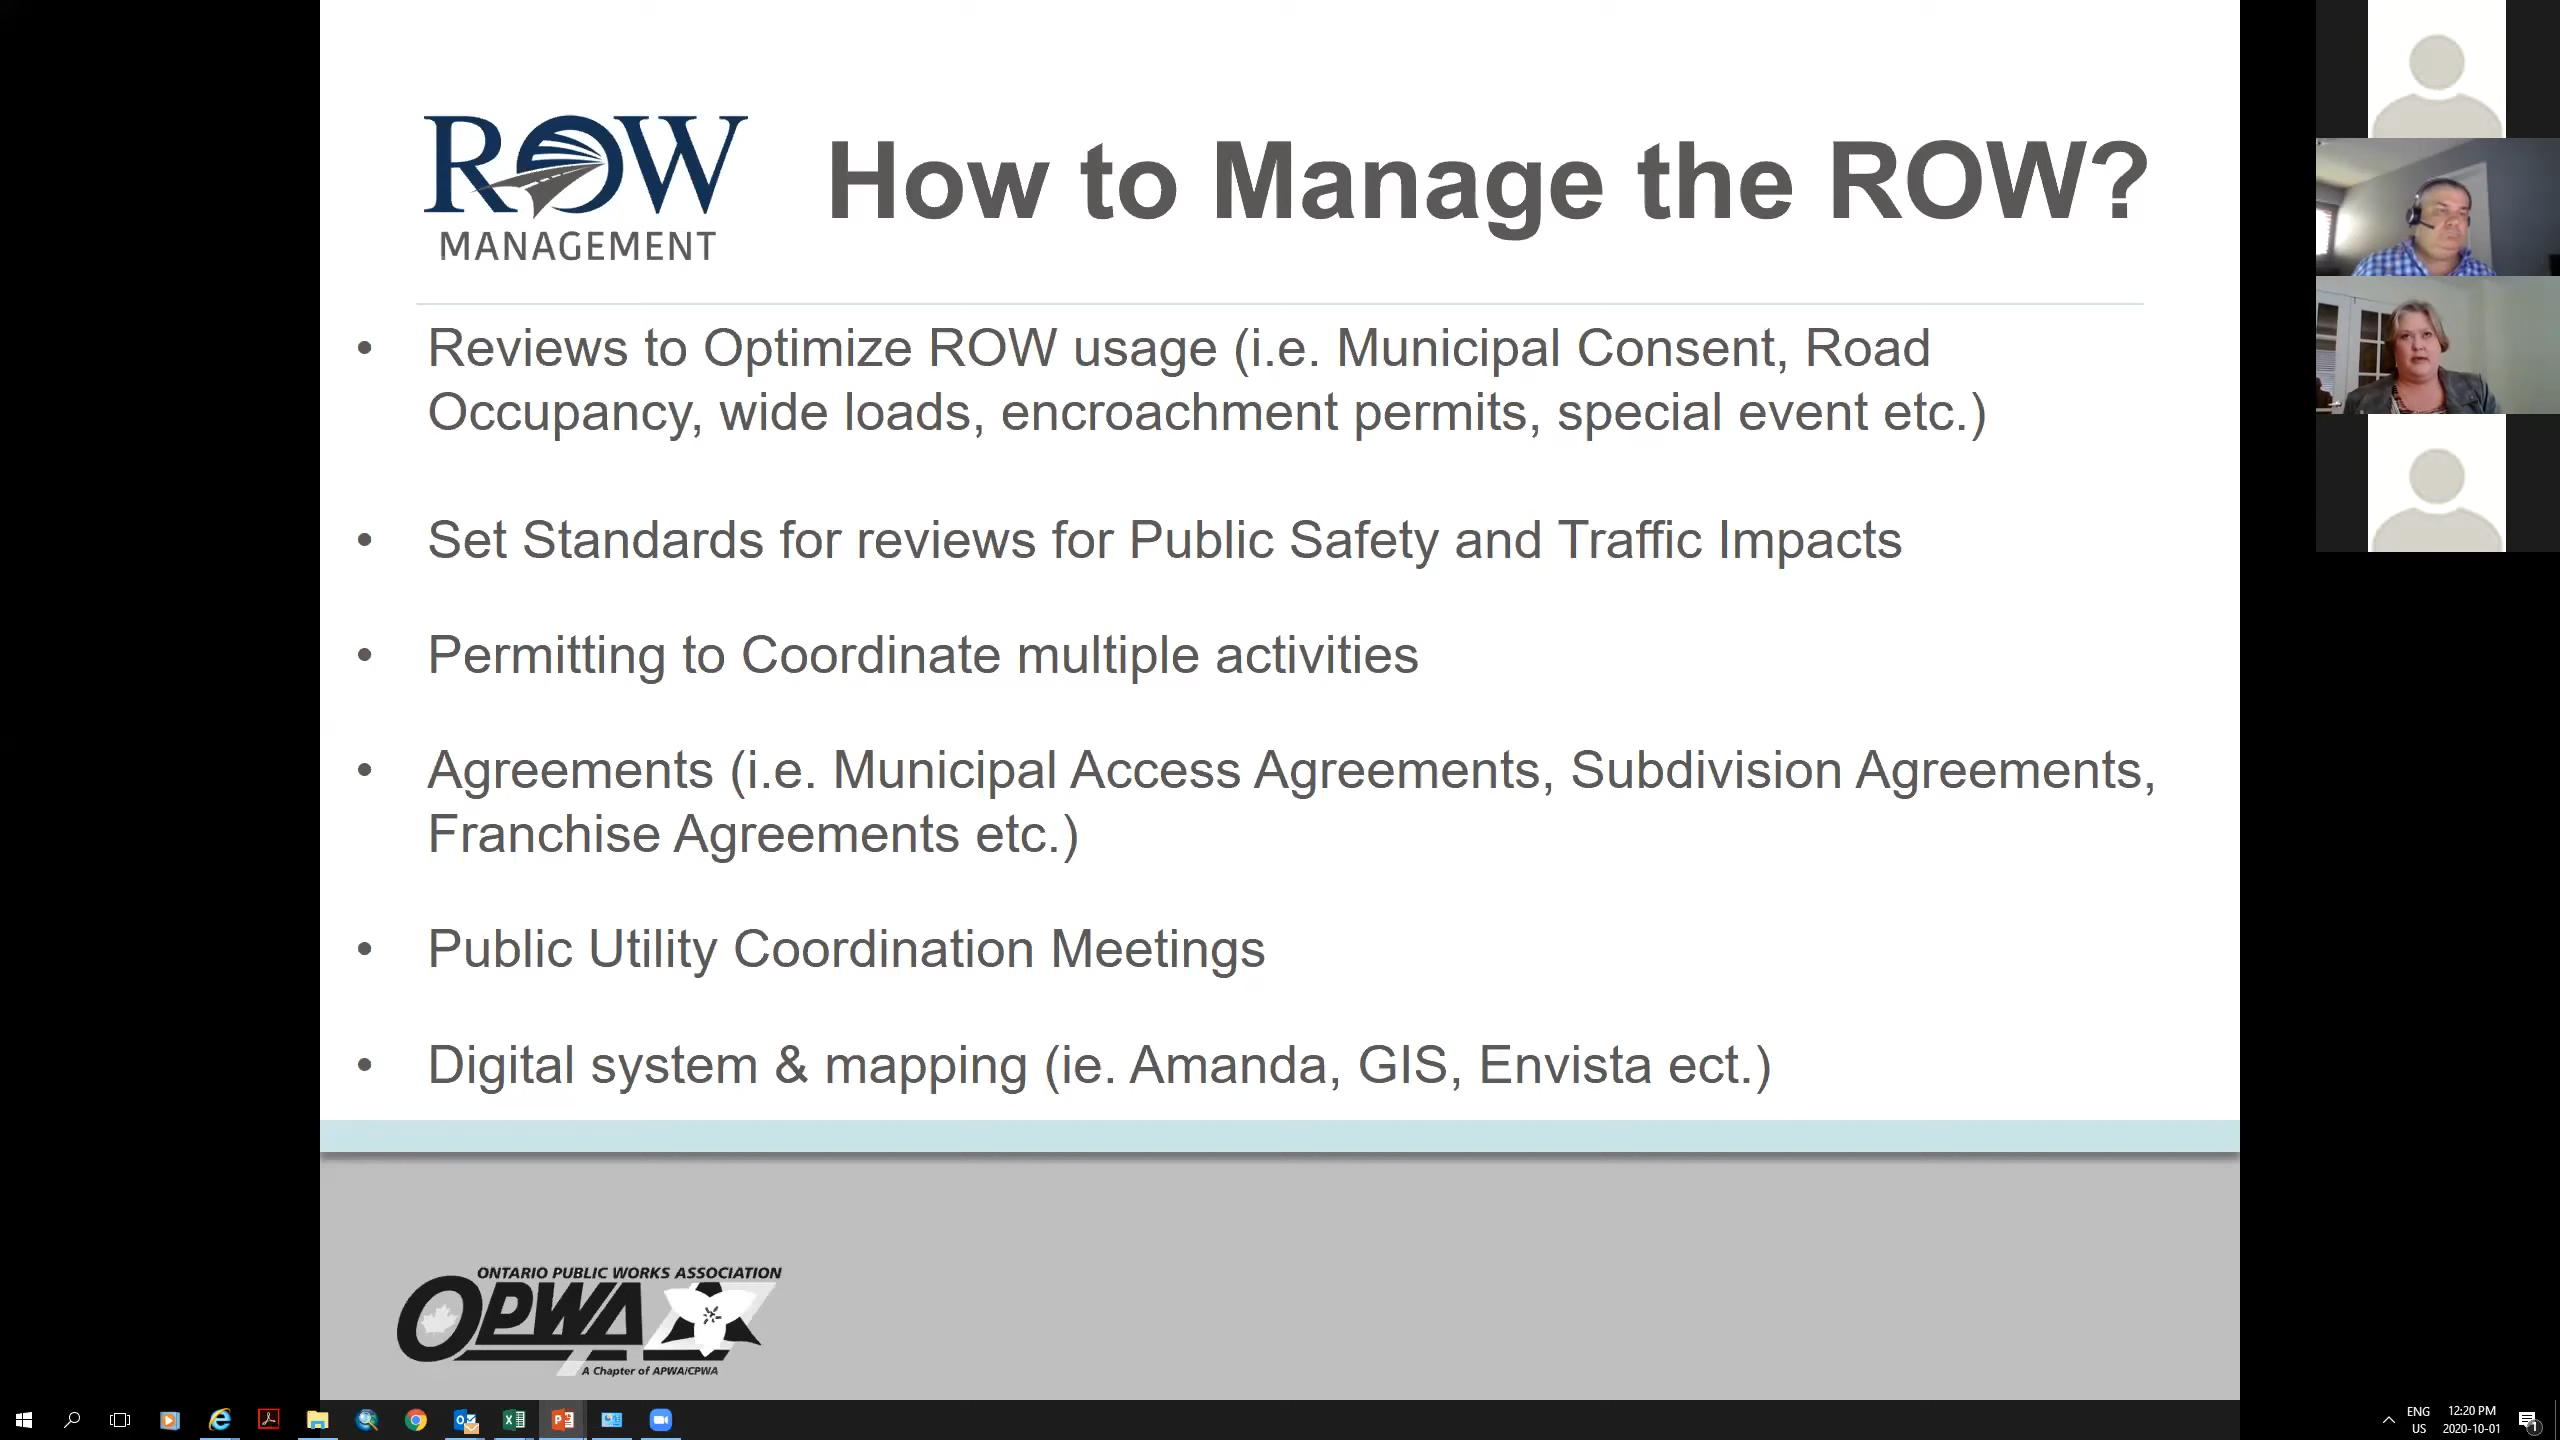 ROW
MANAGEMENT
How to Manage the ROW?
• Reviews to Optimize ROW usage (i.e. Municipal Consent, Road
Occupancy, wide loads, encroachment permits, special event etc.)
• Set Standards for reviews for Public Safety and Traffic Impacts
• Permitting to Coordinate multiple activities
• Agreements (i.e. Municipal Access Agreements, Subdivision Agreements,
Franchise Agreements etc.)
• Public Utility Coordination Meetings
• Digital system & mapping (ie. Amanda, GIS, Envista ect.)
ONTARIO PUBLIC WORKS ASSOCIATION
OPWA
A Chapter of APWA/CPWA
ENG
US
12:20 PM
2020-10-01
1